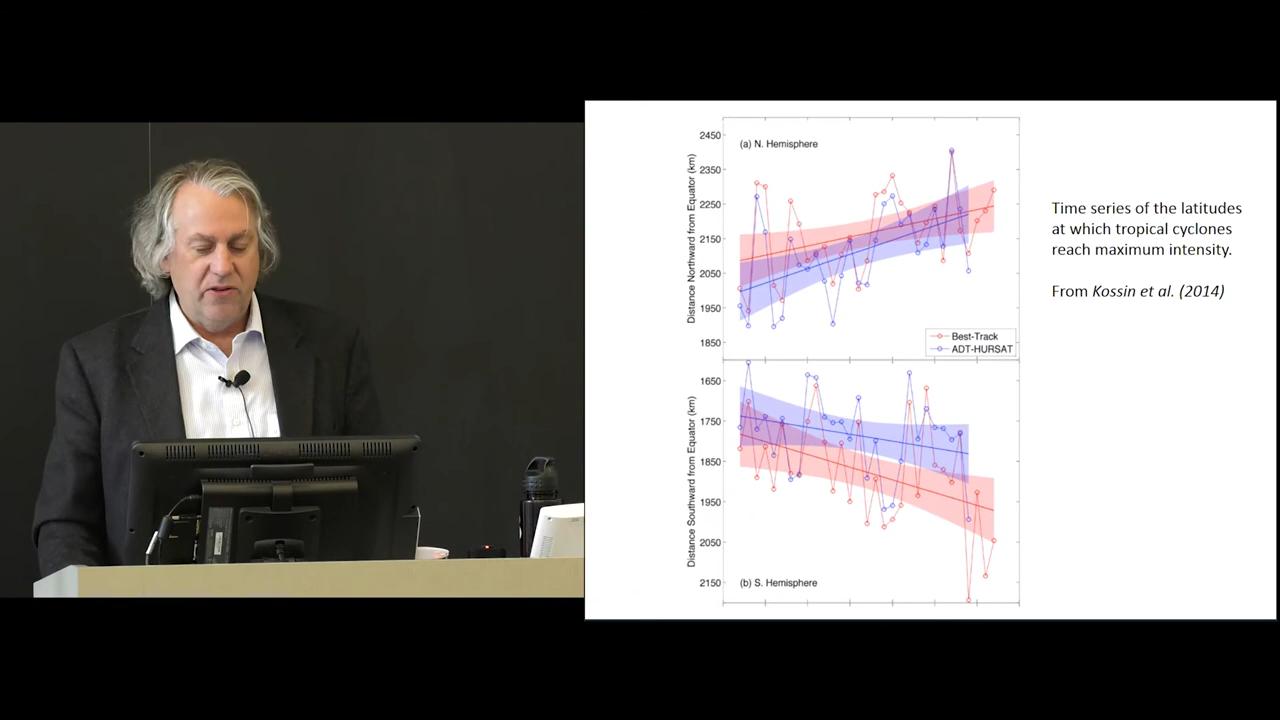 2450
(a) N. Hemisphere
2350
2250
2150
2050
1950
1850
Distance Northward from Equator (km)
Best-Track
ADT-HURSAT
1650
1750
1850
1950
2050
2150
Distance Southward from Equator (km)
(b) S. Hemisphere
Time series of the latitudes
at which tropical cyclones
reach maximum intensity.
From Kossin et al. (2014)